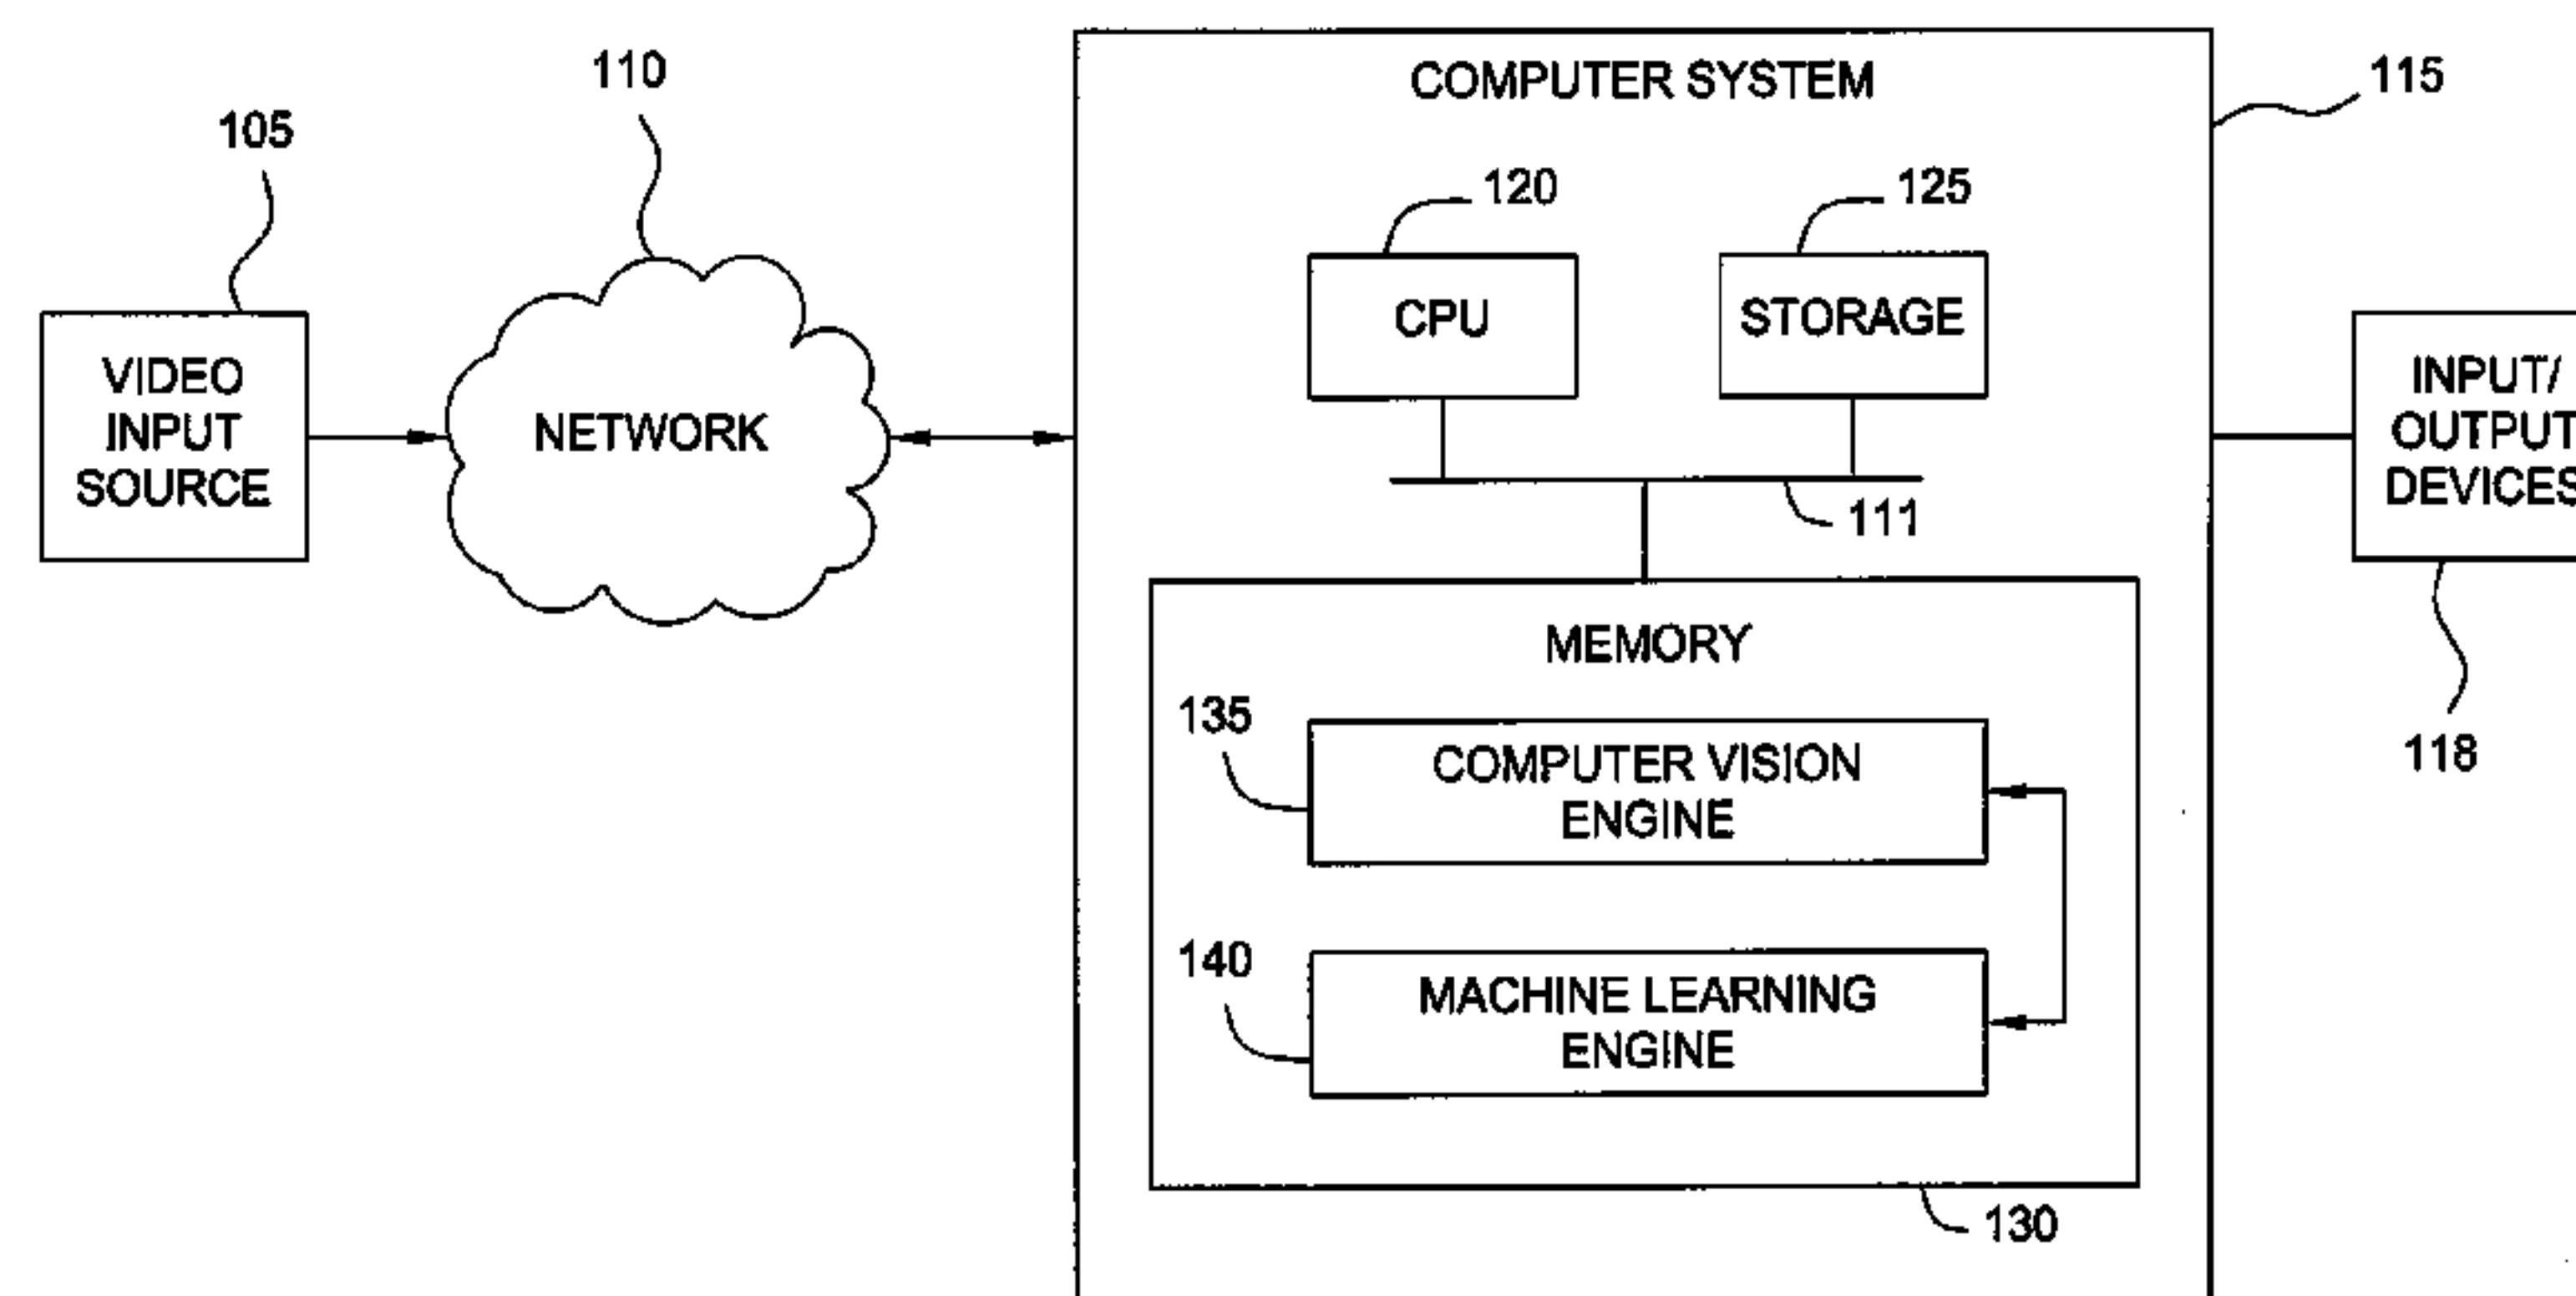 110
COMPUTER SYSTEM
115
105
120
125
CPU
STORAGE
VIDEO
INPUT
SOURCE
NETWORK
INPUT/
OUTPUT
DEVICES
111
MEMORY
135
COMPUTER VISION
ENGINE
118
140
MACHINE LEARNING
ENGINE
130